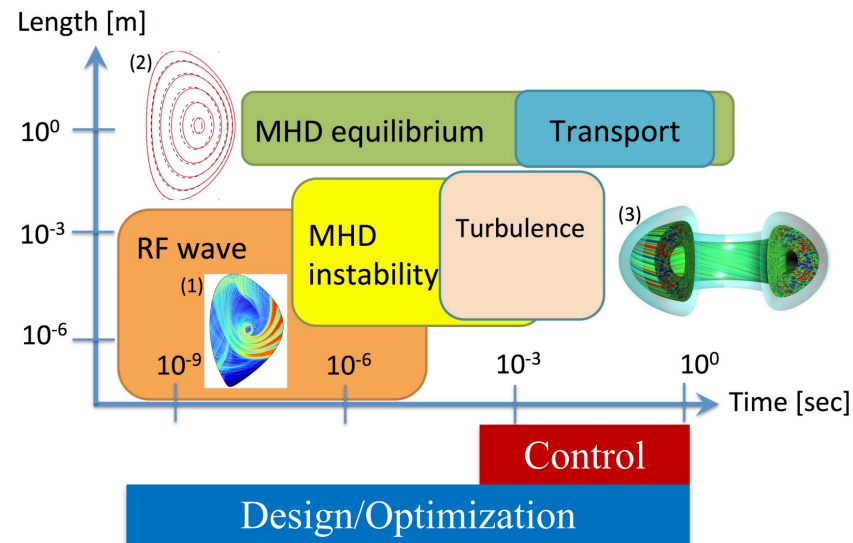 Length [m]
(2)
10⁰
MHD equilibrium
Transport
10⁻³
RF wave
(1)
MHD
instability
Turbulence
(3)
10⁻⁶
10⁻⁹
10⁻⁶
10⁻³
10⁰
Time [sec]
Control
Design/Optimization